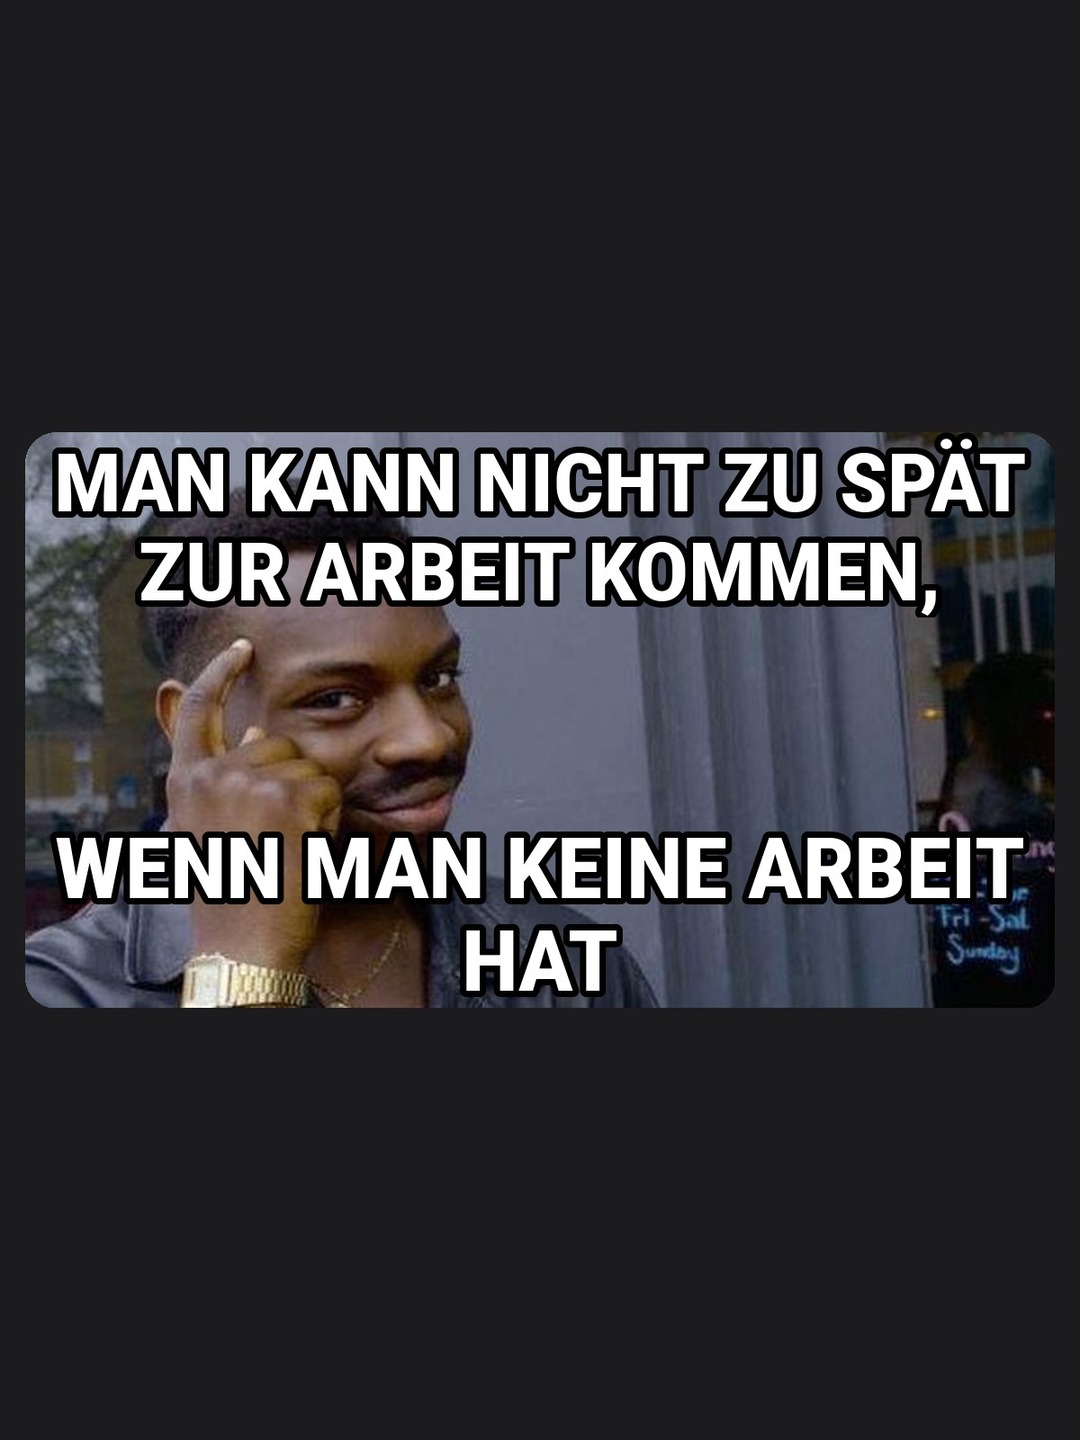 MAN KANN NICHT ZU SPÄT
ZUR ARBEIT KOMMEN,
WENN MAN KEINE ARBEIT
HAT
Fri - Sat
Sunday